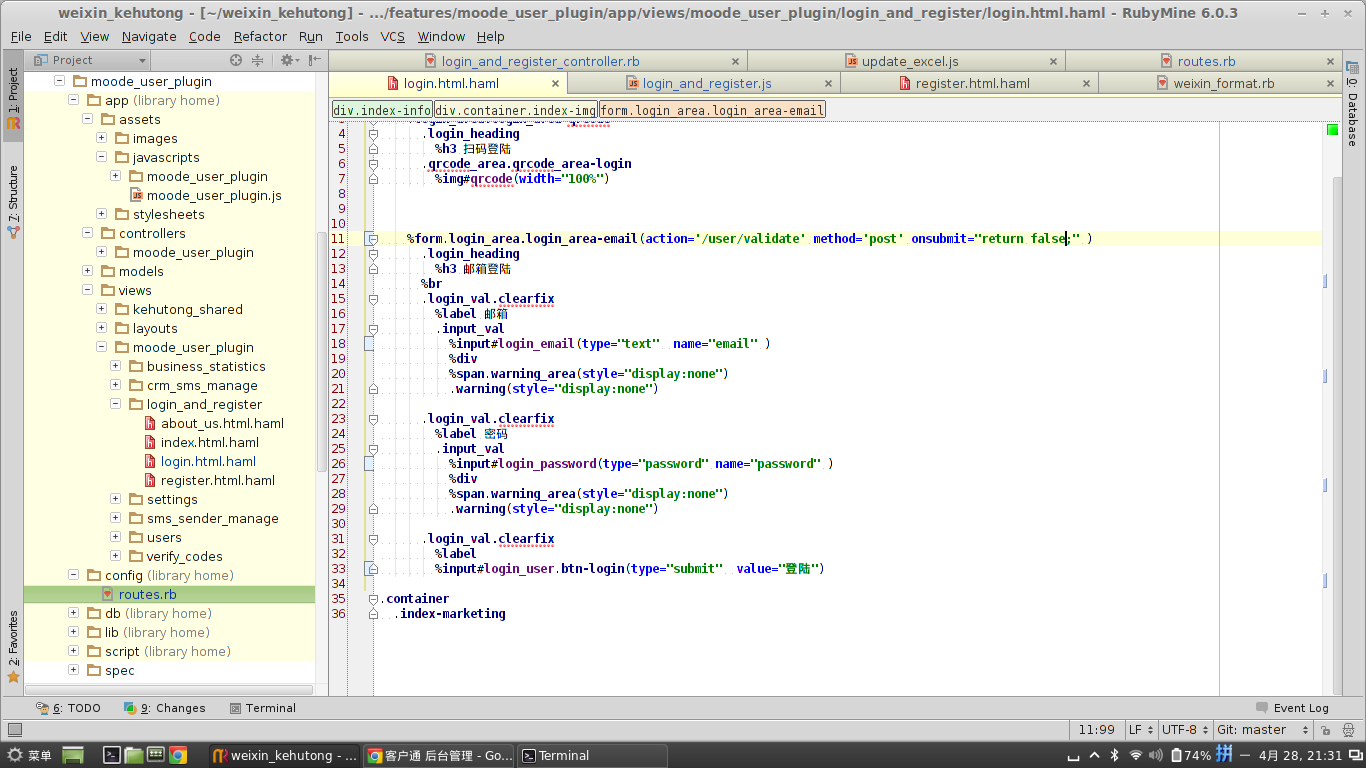 weixin_kehutong - [~/weixin_kehutong] - .../features/moode_user_plugin/app/views/moode_user_plugin/login_and_register/login.html.haml - RubyMine 6.0.3
File Edit View Navigate Code Refactor Run Tools VCS Window Help
Project
login_and_register_controller.rb update_excel.js routes.rb
login.html.haml login_and_register.js register.html.haml weixin_format.rb
div.index-info div.container.index-img form.login_area.login_area-email
1: Project
7: Structure
2: Favorites
Database
moode_user_plugin
app (library home)
assets
images
javascripts
moode_user_plugin
moode_user_plugin.js
stylesheets
controllers
moode_user_plugin
models
views
kehutong_shared
layouts
moode_user_plugin
business_statistics
crm_sms_manage
login_and_register
about_us.html.haml
index.html.haml
login.html.haml
register.html.haml
settings
sms_sender_manage
users
verify_codes
config (library home)
routes.rb
db (library home)
lib (library home)
script (library home)
spec
4 .login_heading
5 %h3 扫码登陆
6 .qrcode_area.qrcode_area-login
7 %img#qrcode(width="100%")
8
9
10
11 %form.login_area.login_area-email(action='/user/validate' method='post' onsubmit="return false;" )
12 .login_heading
13 %h3 邮箱登陆
14 %br
15 .login_val.clearfix
16 %label 邮箱
17 .input_val
18 %input#login_email(type="text" name="email" )
19 %div
20 %span.warning_area(style="display:none")
21 .warning(style="display:none")
22
23 .login_val.clearfix
24 %label 密码
25 .input_val
26 %input#login_password(type="password" name="password" )
27 %div
28 %span.warning_area(style="display:none")
29 .warning(style="display:none")
30
31 .login_val.clearfix
32 %label
33 %input#login_user.btn-login(type="submit" value="登陆")
34
35 .container
36 .index-marketing
6: TODO 9: Changes Terminal Event Log
11:99 LF UTF-8 Git: master
菜单 weixin_kehutong - ... 客户通 后台管理 - Go... Terminal 74% 拼 4月 28, 21:31